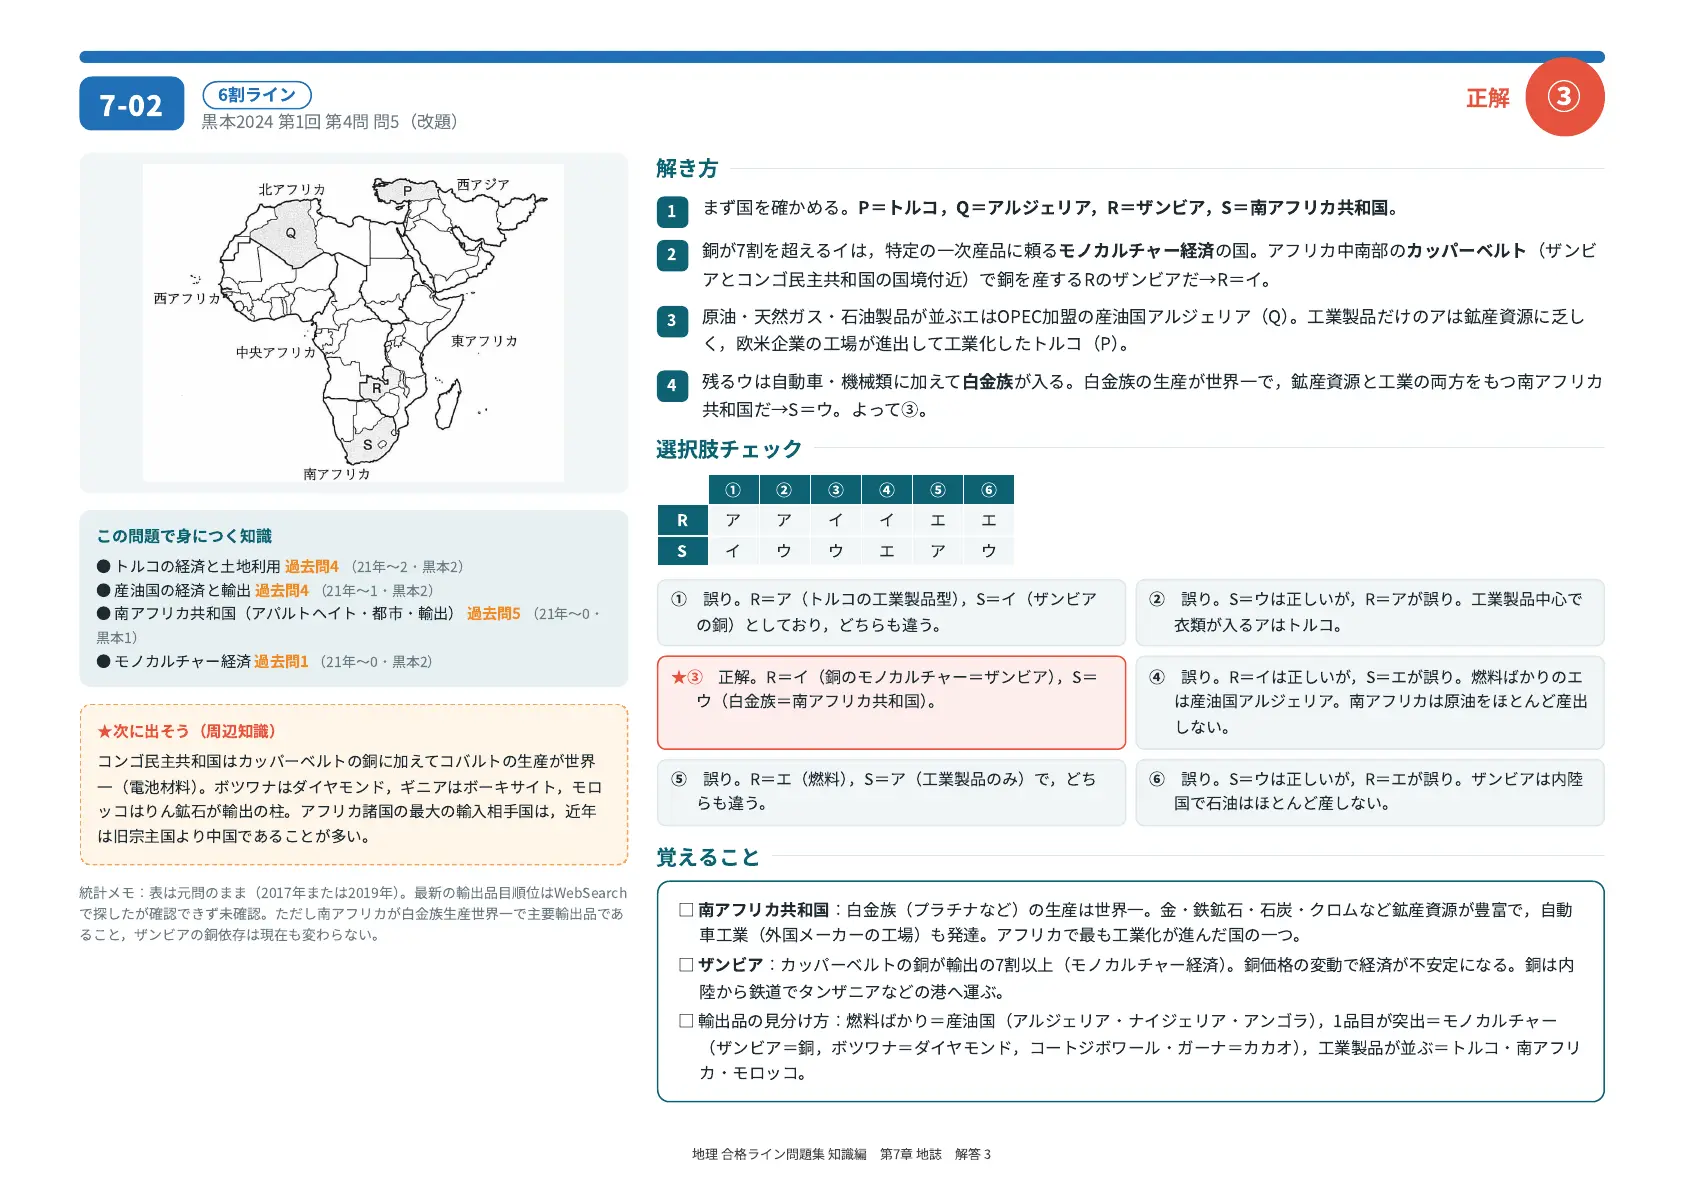 7-02
6割ライン
黒本2024 第1回 第4問 問5（改題）
正解 ③
北アフリカ
西アジア
P
Q
西アフリカ
中央アフリカ
東アフリカ
R
S
南アフリカ
この問題で身につく知識
● トルコの経済と土地利用 過去問4 （21年〜2・黒本2）
● 産油国の経済と輸出 過去問4 （21年〜1・黒本2）
● 南アフリカ共和国（アパルトヘイト・都市・輸出） 過去問5 （21年〜0・
黒本1）
● モノカルチャー経済 過去問1 （21年〜0・黒本2）
★次に出そう（周辺知識）
コンゴ民主共和国はカッパーベルトの銅に加えてコバルトの生産が世界
一（電池材料）。ボツワナはダイヤモンド，ギニアはボーキサイト，モロ
ッコはりん鉱石が輸出の柱。アフリカ諸国の最大の輸入相手国は，近年
は旧宗主国より中国であることが多い。
統計メモ：表は元問のまま（2017年または2019年）。最新の輸出品目順位はWebSearch
で探したが確認できず未確認。ただし南アフリカが白金族生産世界一で主要輸出品であ
ること，ザンビアの銅依存は現在も変わらない。
解き方
1 まず国を確かめる。P＝トルコ，Q＝アルジェリア，R＝ザンビア，S＝南アフリカ共和国。
2 銅が7割を超えるイは，特定の一次産品に頼るモノカルチャー経済の国。アフリカ中南部のカッパーベルト（ザンビ
アとコンゴ民主共和国の国境付近）で銅を産するRのザンビアだ→R＝イ。
3 原油・天然ガス・石油製品が並ぶエはOPEC加盟の産油国アルジェリア（Q）。工業製品だけのアは鉱産資源に乏し
く，欧米企業の工場が進出して工業化したトルコ（P）。
4 残るウは自動車・機械類に加えて白金族が入る。白金族の生産が世界一で，鉱産資源と工業の両方をもつ南アフリカ
共和国だ→S＝ウ。よって③。
選択肢チェック
① ② ③ ④ ⑤ ⑥
R ア ア イ イ エ エ
S イ ウ ウ エ ア ウ
① 誤り。R＝ア（トルコの工業製品型），S＝イ（ザンビア
の銅）としており，どちらも違う。
② 誤り。S＝ウは正しいが，R＝アが誤り。工業製品中心で
衣類が入るアはトルコ。
★③ 正解。R＝イ（銅のモノカルチャー＝ザンビア），S＝
ウ（白金族＝南アフリカ共和国）。
④ 誤り。R＝イは正しいが，S＝エが誤り。燃料ばかりのエ
は産油国アルジェリア。南アフリカは原油をほとんど産出
しない。
⑤ 誤り。R＝エ（燃料），S＝ア（工業製品のみ）で，どち
らも違う。
⑥ 誤り。S＝ウは正しいが，R＝エが誤り。ザンビアは内陸
国で石油はほとんど産しない。
覚えること
□ 南アフリカ共和国：白金族（プラチナなど）の生産は世界一。金・鉄鉱石・石炭・クロムなど鉱産資源が豊富で，自動
車工業（外国メーカーの工場）も発達。アフリカで最も工業化が進んだ国の一つ。
□ ザンビア：カッパーベルトの銅が輸出の7割以上（モノカルチャー経済）。銅価格の変動で経済が不安定になる。銅は内
陸から鉄道でタンザニアなどの港へ運ぶ。
□ 輸出品の見分け方：燃料ばかり＝産油国（アルジェリア・ナイジェリア・アンゴラ），1品目が突出＝モノカルチャー
（ザンビア＝銅，ボツワナ＝ダイヤモンド，コートジボワール・ガーナ＝カカオ），工業製品が並ぶ＝トルコ・南アフリ
カ・モロッコ。
地理 合格ライン問題集 知識編 第7章 地誌 解答 3